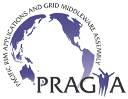 PACIFIC RIM APPLICATIONS AND GRID MIDDLEWARE ASSEMBLY
PRAGMA